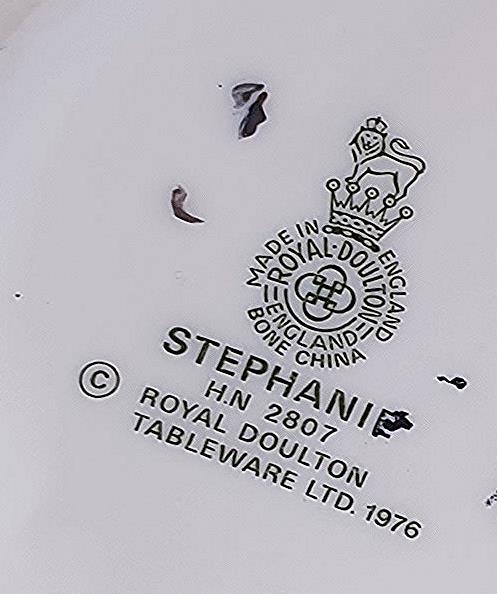 MADE IN ENGLAND
ROYAL·DOULTON
ENGLAND
BONE CHINA
STEPHANIE
H.N 2807
© ROYAL DOULTON
TABLEWARE LTD. 1976